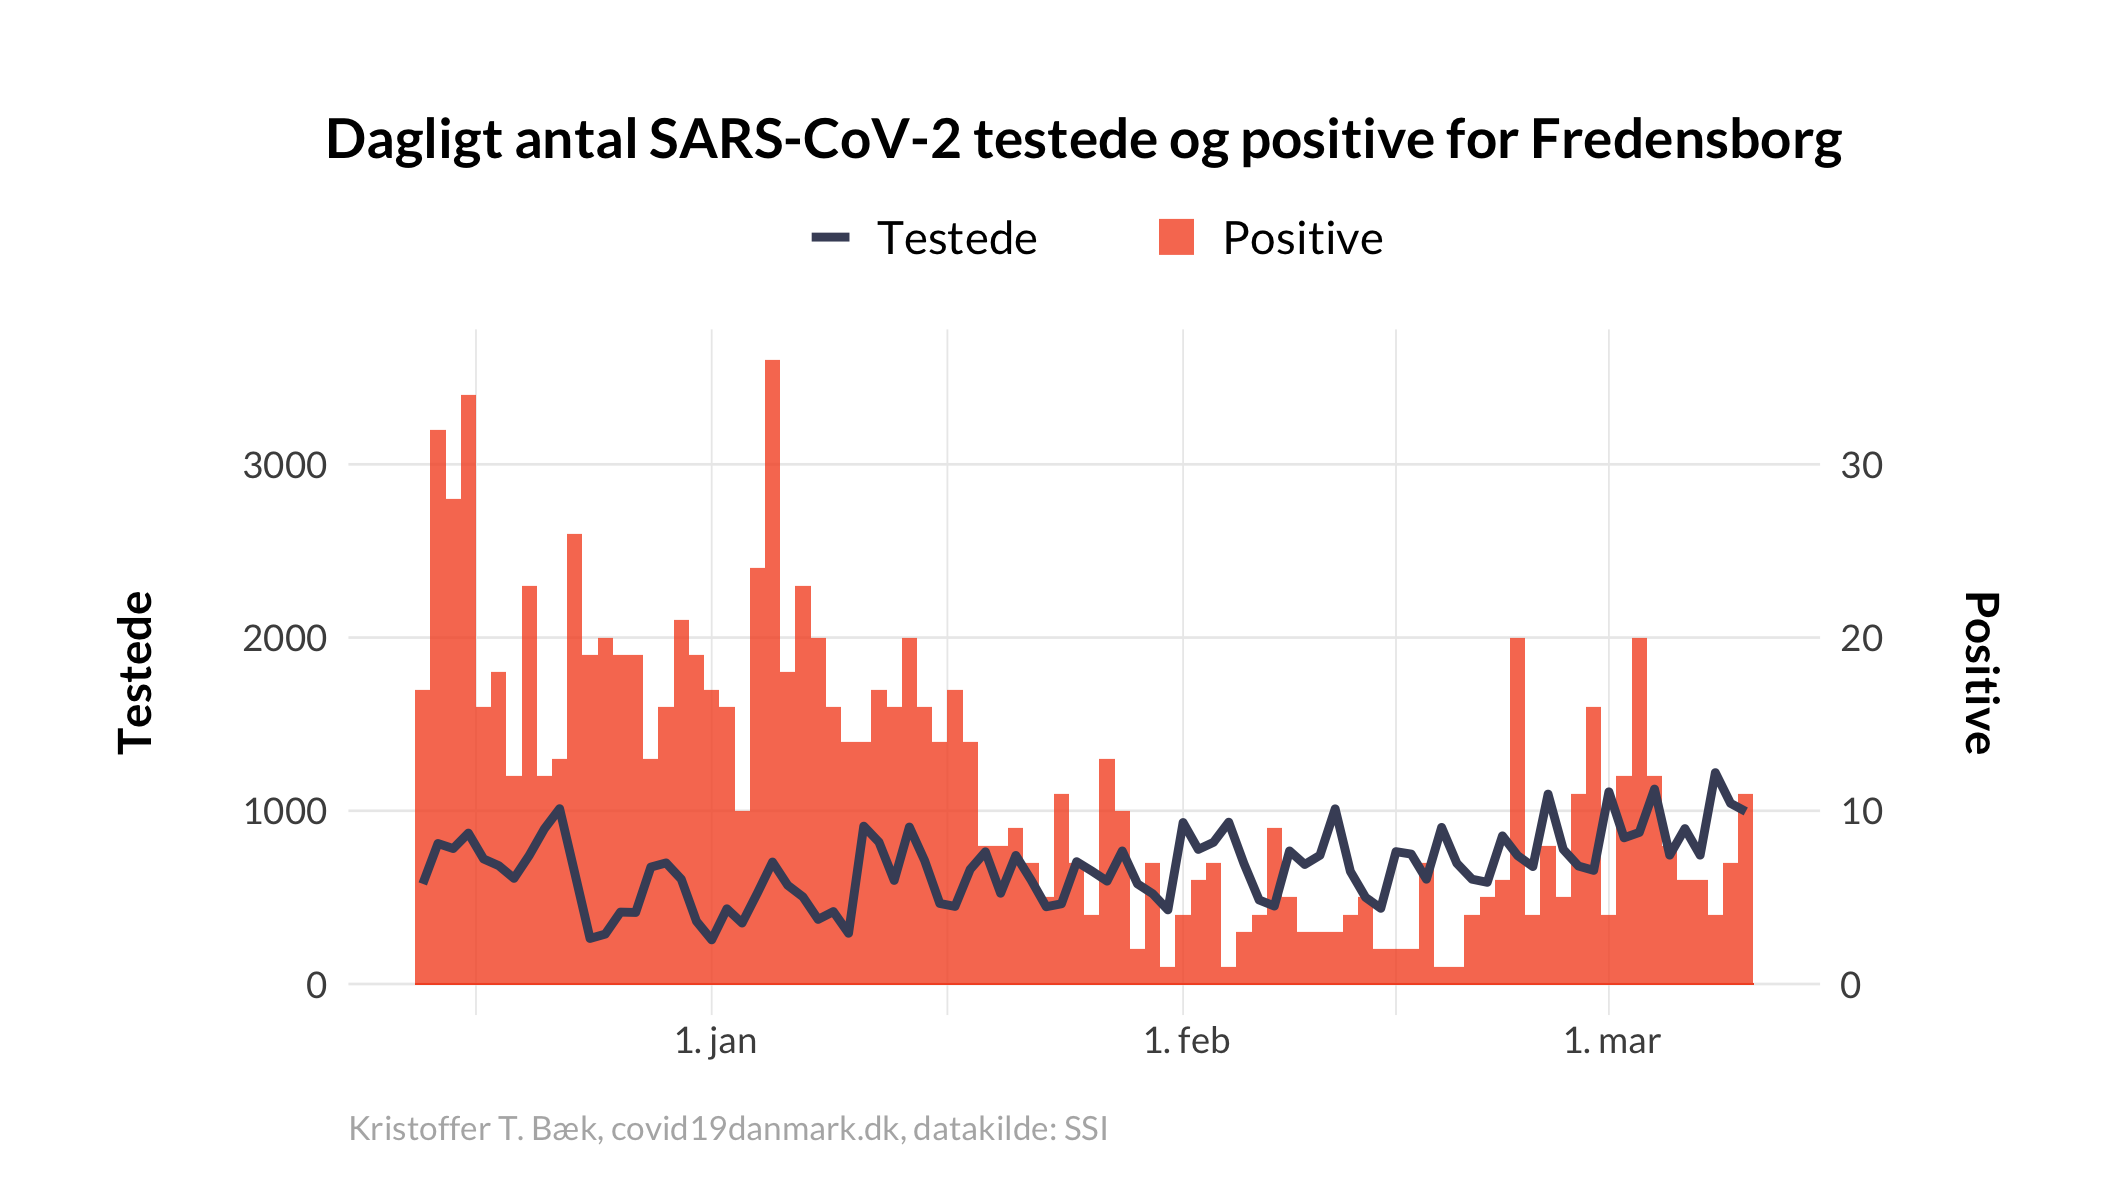 Dagligt antal SARS-CoV-2 testede og positive for Fredensborg
Testede Positive
3000 30
2000 20
1000 10
0 0
Testede
Positive
1. jan 1. feb 1. mar
Kristoffer T. Bæk, covid19danmark.dk, datakilde: SSI